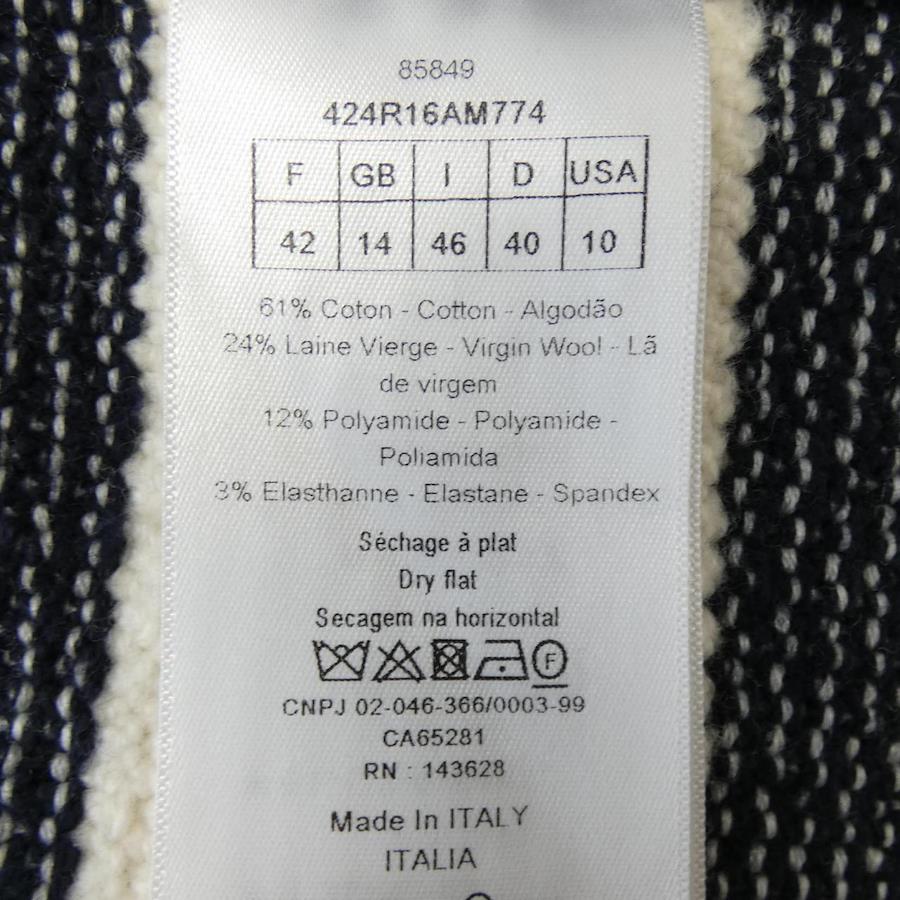 85849
424R16AM774
F GB I D USA
42 14 46 40 10
61% Coton - Cotton - Algodão
24% Laine Vierge - Virgin Wool - Lã
de virgem
12% Polyamide - Polyamide -
Poliamida
3% Elasthanne - Elastane - Spandex
Séchage à plat
Dry flat
Secagem na horizontal
F
CNPJ 02-046-366/0003-99
CA65281
RN : 143628
Made In ITALY
ITALIA